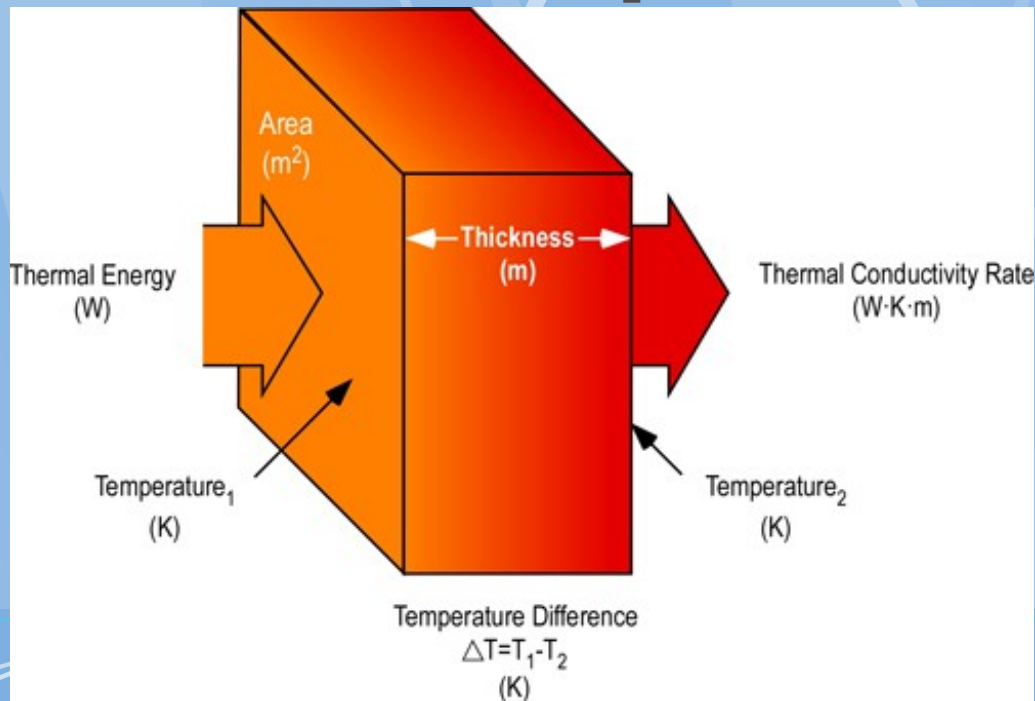 Area
(m²)
Thickness
(m)
Thermal Energy
(W)
Thermal Conductivity Rate
(W·K·m)
Temperature₁
(K)
Temperature₂
(K)
Temperature Difference
△T=T₁-T₂
(K)